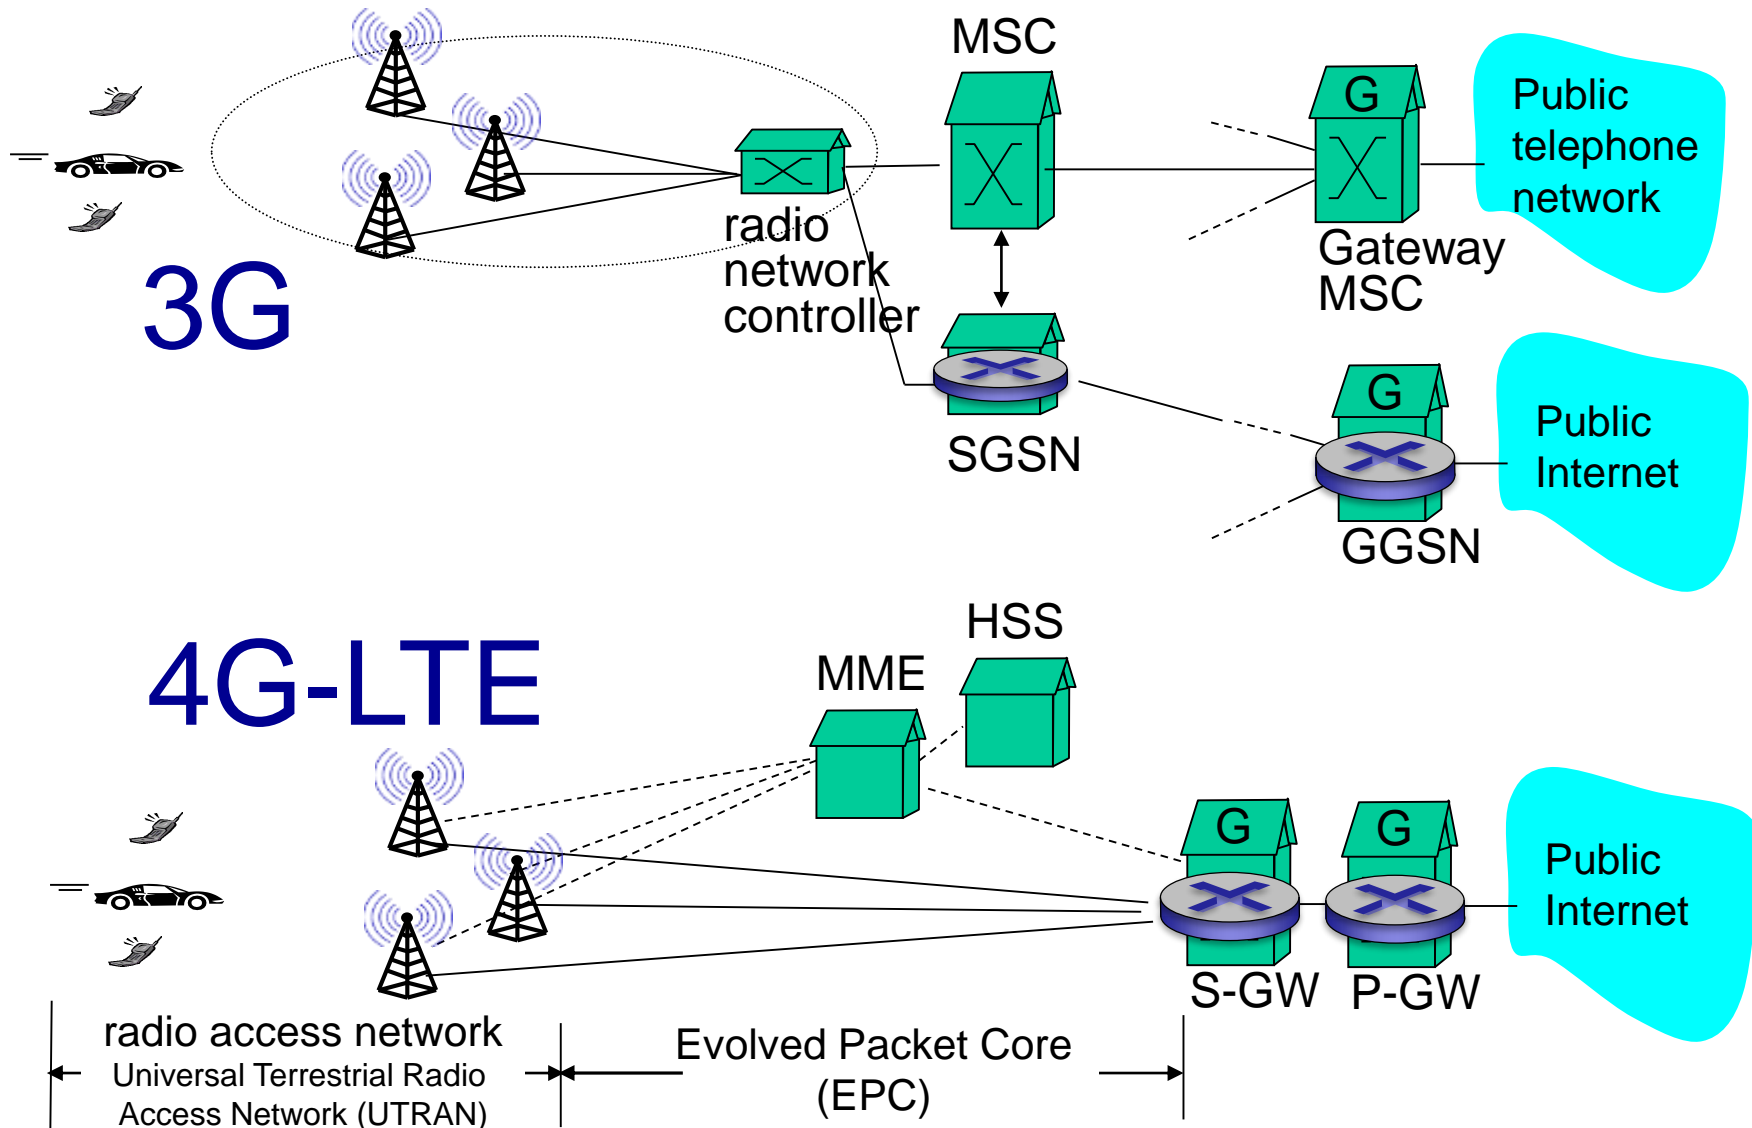 MSC
G
Public
telephone
network
radio
network
controller
Gateway
MSC
3G
G
Public
Internet
SGSN
GGSN
HSS
4G-LTE
MME
G
G
Public
Internet
S-GW
P-GW
radio access network
Universal Terrestrial Radio
Access Network (UTRAN)
Evolved Packet Core
(EPC)